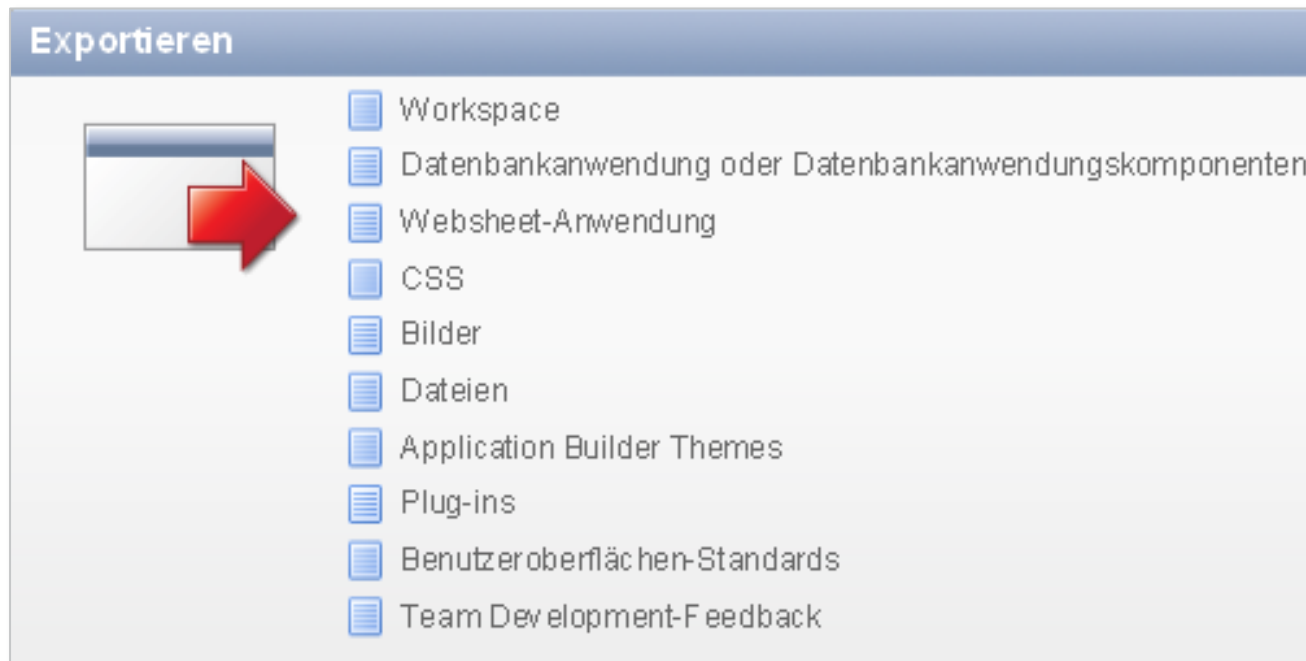 Exportieren
Workspace
Datenbankanwendung oder Datenbankanwendungskomponenten
Websheet-Anwendung
CSS
Bilder
Dateien
Application Builder Themes
Plug-ins
Benutzeroberflächen-Standards
Team Development-Feedback